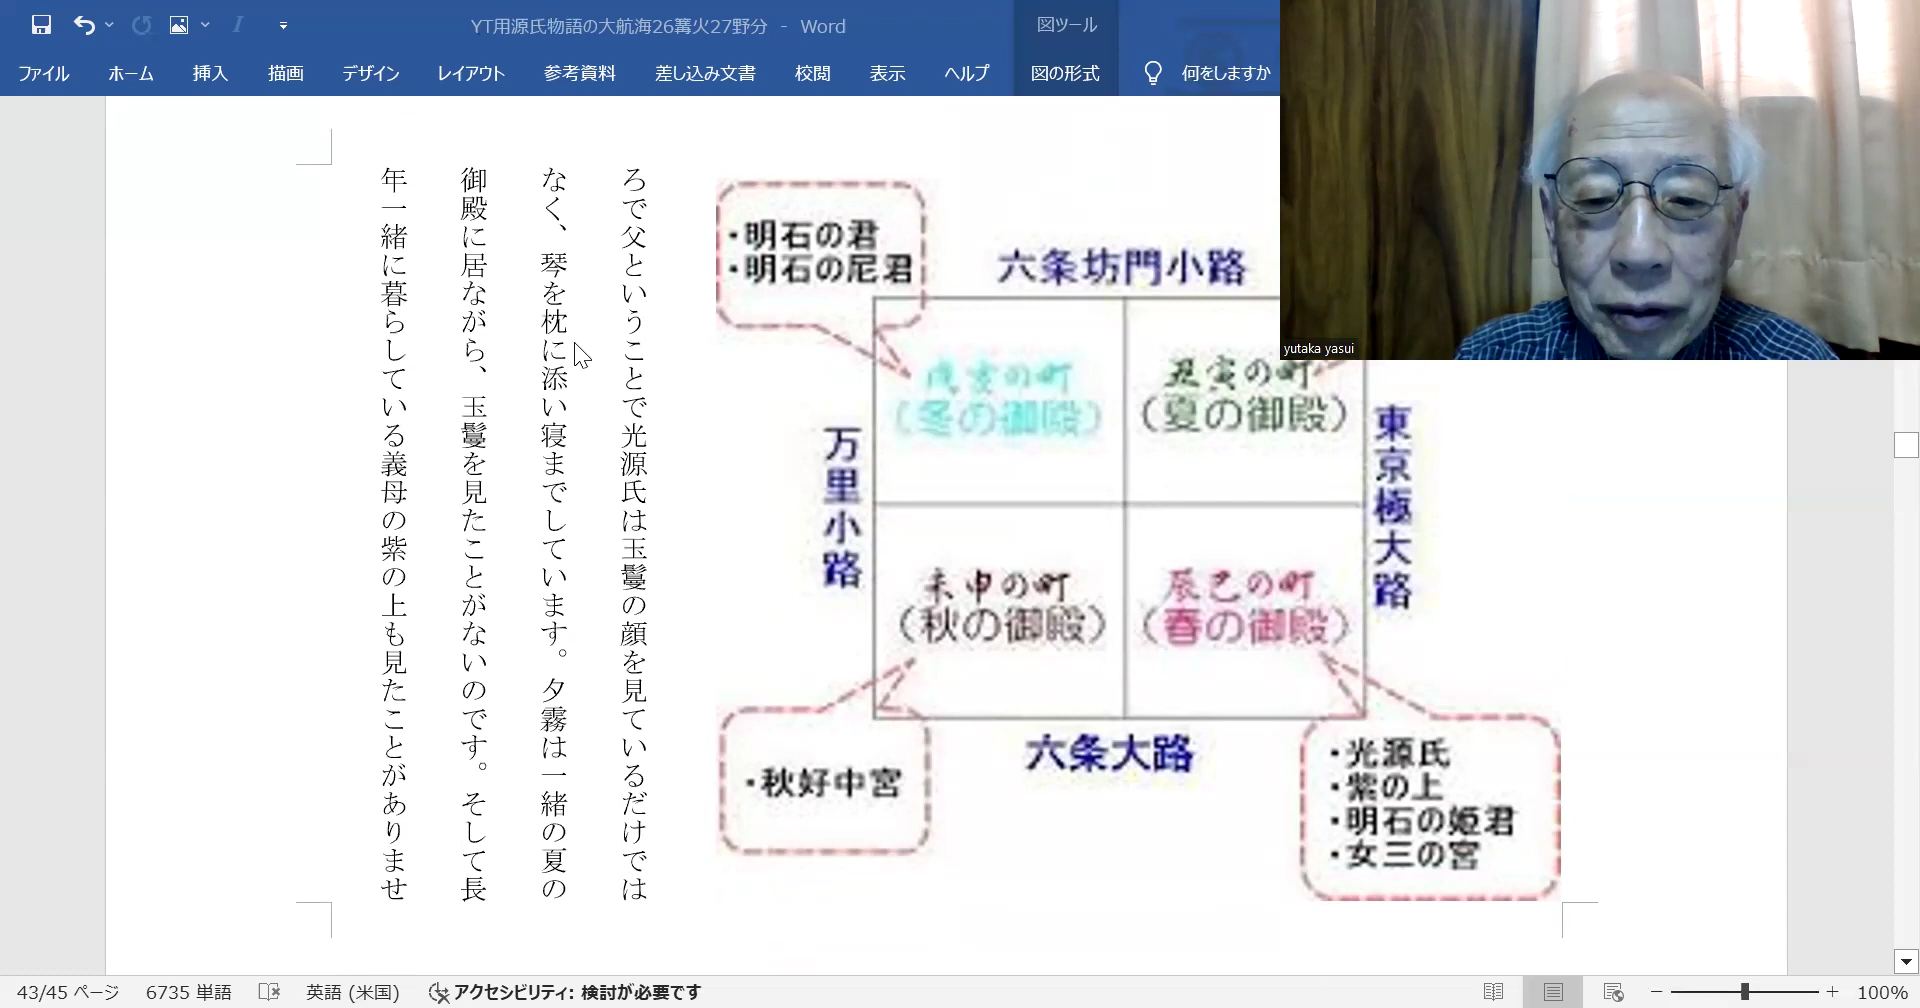 YT用源氏物語の大航海26篝火27野分 - Word
図ツール
ファイル ホーム 挿入 描画 デザイン レイアウト 参考資料 差し込み文書 校閲 表示 ヘルプ 図の形式 何をしますか
yutaka yasui
・明石の君
・明石の尼君
六条坊門小路
戌亥の町
(冬の御殿)
丑寅の町
(夏の御殿)
万里小路
東京極大路
未申の町
(秋の御殿)
辰巳の町
(春の御殿)
六条大路
・秋好中宮
・光源氏
・紫の上
・明石の姫君
・女三の宮
ろで父ということで光源氏は玉鬘の顔を見ているだけでは
なく、琴を枕に添い寝までしています。夕霧は一緒の夏の
御殿に居ながら、玉鬘を見たことがないのです。そして長
年一緒に暮らしている義母の紫の上も見たことがありませ
43/45 ページ 6735 単語 英語 (米国) アクセシビリティ: 検討が必要です 100%